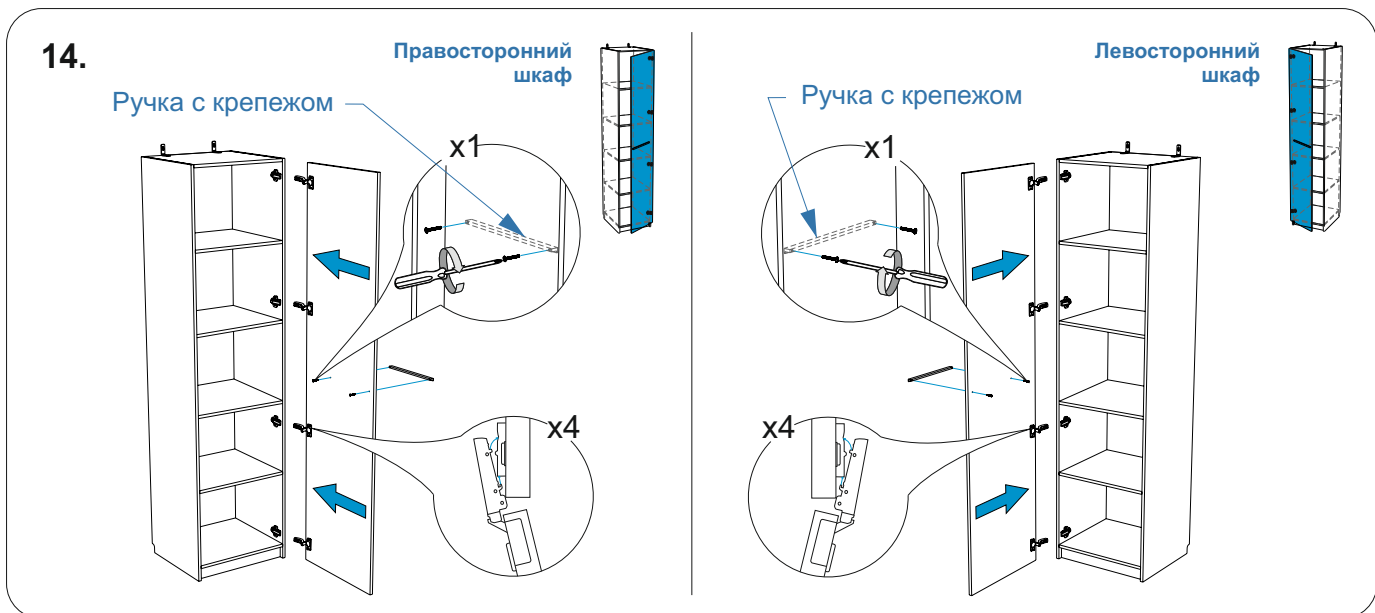 14.
Правосторонний
шкаф
Ручка с крепежом
x1
x4
Левосторонний
шкаф
Ручка с крепежом
x1
x4